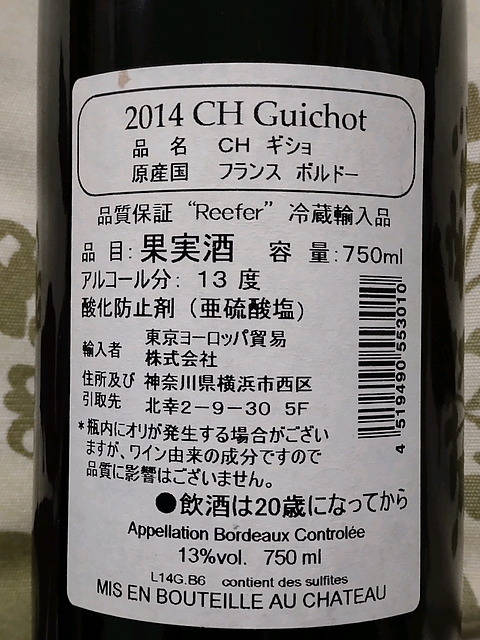 2014 CH Guichot
品 名 CH ギショ
原産国 フランス ボルドー
品質保証 “Reefer” 冷蔵輸入品
品 目：果実酒 容 量：750ml
アルコール分： 13 度
酸化防止剤（亜硫酸塩）
輸入者 東京ヨーロッパ貿易
株式会社
住所及び 神奈川県横浜市西区
引取先 北幸2－9－30 5F
4 519490 553010
＊瓶内にオリが発生する場合がござい
ますが、ワイン由来の成分ですので
品質に影響はございません。
●飲酒は20歳になってから
Appellation Bordeaux Controlée
13%vol. 750 ml
L14G.B6 contient des sulfites
MIS EN BOUTEILLE AU CHATEAU